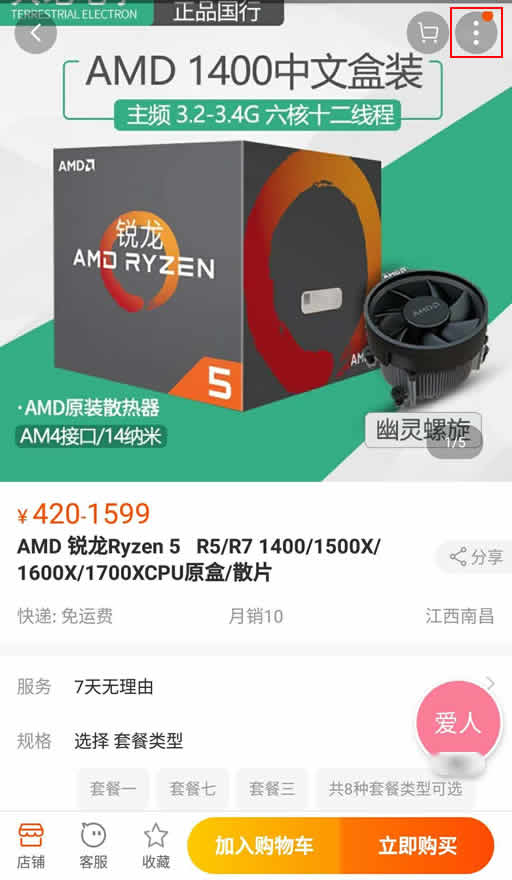 TERRESTRIAL ELECTRON
正品国行
AMD 1400中文盒装
主频 3.2-3.4G 六核十二线程
AMD
锐龙
AMD RYZEN
5
AM
AMD
AMD
·AMD原装散热器
AM4接口/14纳米
幽灵螺旋
1/5
¥420-1599
AMD 锐龙Ryzen 5 R5/R7 1400/1500X/
1600X/1700XCPU原盒/散片
分享
快递: 免运费 月销10 江西南昌
服务 7天无理由
爱人
规格 选择 套餐类型
套餐一 套餐七 套餐三 共8种套餐类型可选
店铺 客服 收藏 加入购物车 立即购买